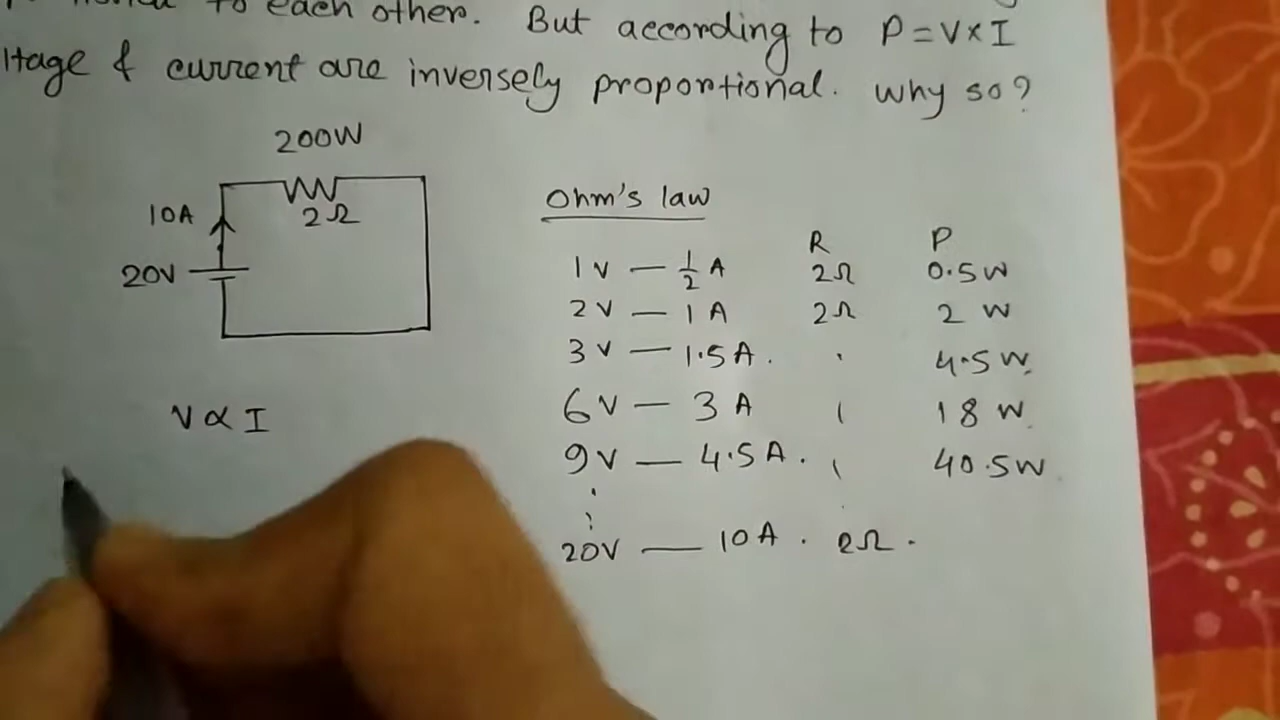 to each other. But according to P=V×I
ltage & current are inversely proportional. Why so?
200W
10A
2Ω
20V
V ∝ I
Ohm's law
R P
1V — 1/2 A 2Ω 0.5W
2V — 1A 2Ω 2 W
3V — 1.5A. 4.5W.
6V — 3 A 18 W
9V — 4.5A. 40.5W.
20V — 10A. 2Ω.